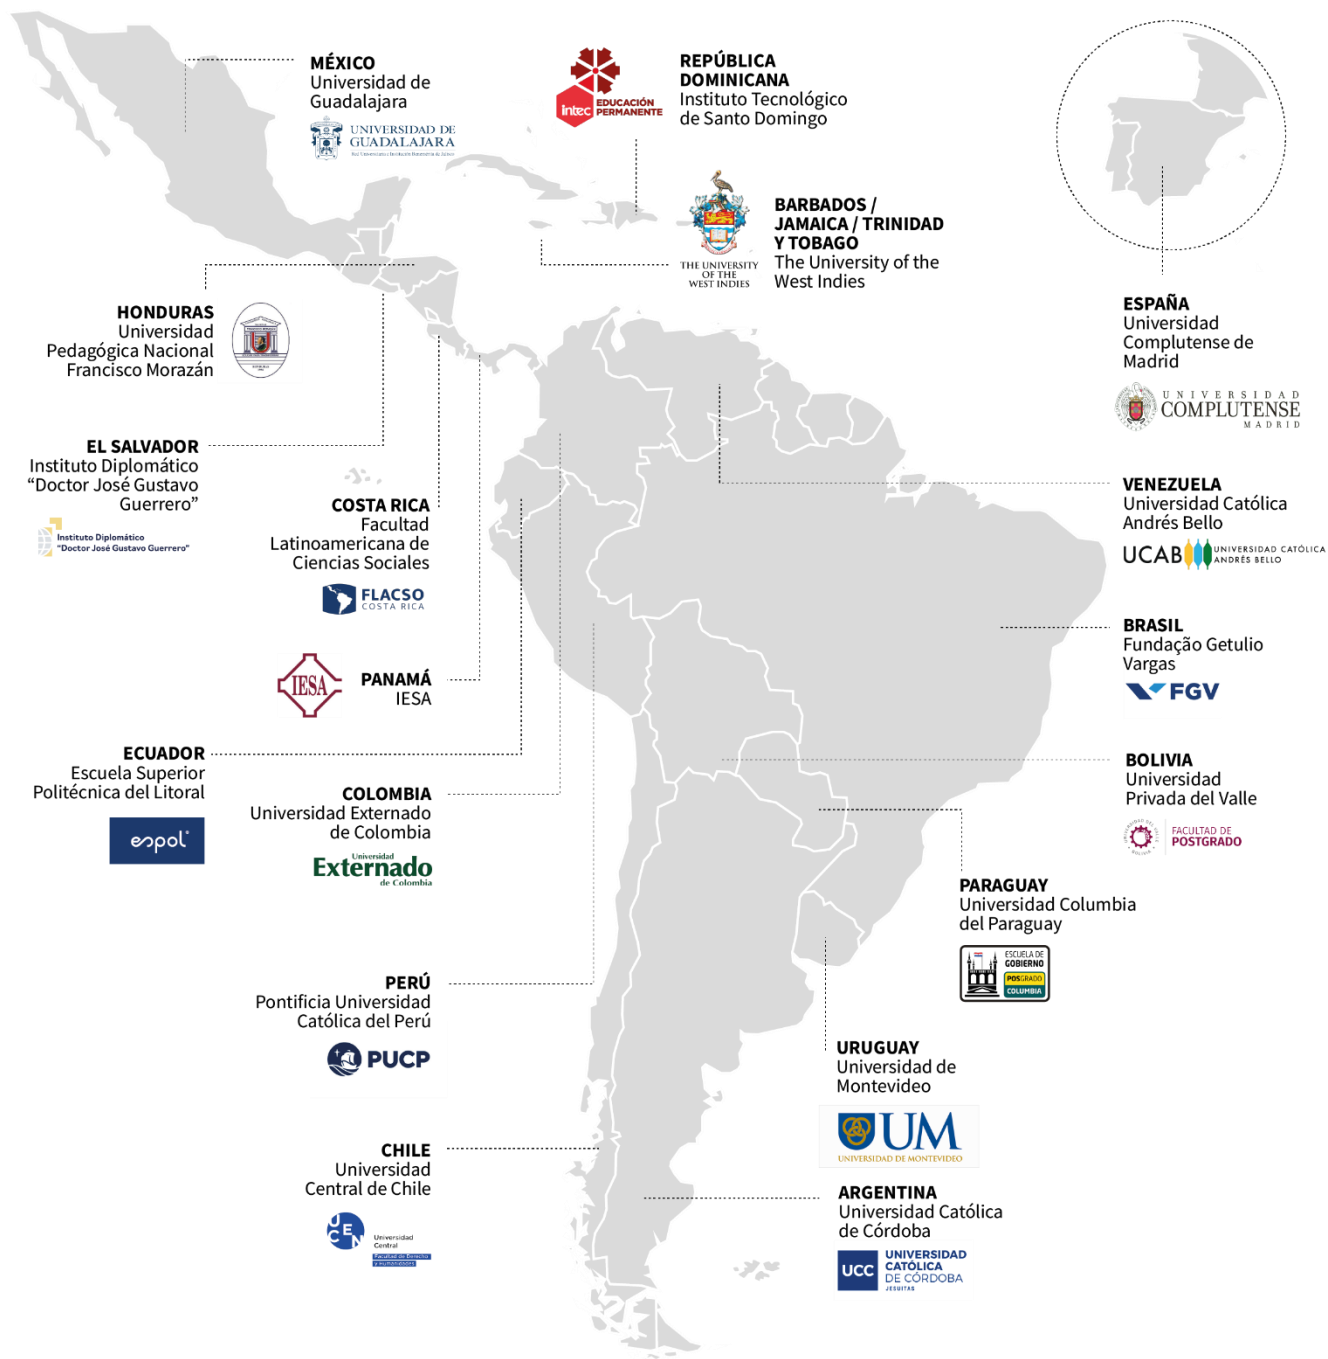 MÉXICO
Universidad de
Guadalajara
UNIVERSIDAD DE
GUADALAJARA
REPÚBLICA
DOMINICANA
Instituto Tecnológico
de Santo Domingo
intec
EDUCACIÓN
PERMANENTE
BARBADOS /
JAMAICA / TRINIDAD
Y TOBAGO
The University of the
West Indies
THE UNIVERSITY
OF THE
WEST INDIES
ESPAÑA
Universidad
Complutense de
Madrid
UNIVERSIDAD
COMPLUTENSE
MADRID
HONDURAS
Universidad
Pedagógica Nacional
Francisco Morazán
EL SALVADOR
Instituto Diplomático
“Doctor José Gustavo
Guerrero”
Instituto Diplomático
“Doctor José Gustavo Guerrero”
COSTA RICA
Facultad
Latinoamericana de
Ciencias Sociales
FLACSO
COSTA RICA
VENEZUELA
Universidad Católica
Andrés Bello
UCAB
UNIVERSIDAD CATÓLICA
ANDRÉS BELLO
BRASIL
Fundação Getulio
Vargas
FGV
PANAMÁ
IESA
IESA
ECUADOR
Escuela Superior
Politécnica del Litoral
espol
COLOMBIA
Universidad Externado
de Colombia
Universidad
Externado
de Colombia
BOLIVIA
Universidad
Privada del Valle
FACULTAD DE
POSTGRADO
PARAGUAY
Universidad Columbia
del Paraguay
ESCUELA DE
GOBIERNO
POSGRADO
COLUMBIA
PERÚ
Pontificia Universidad
Católica del Perú
PUCP
URUGUAY
Universidad de
Montevideo
UM
UNIVERSIDAD DE MONTEVIDEO
CHILE
Universidad
Central de Chile
UCEN
Universidad
Central
Facultad de Derecho
y Humanidades
ARGENTINA
Universidad Católica
de Córdoba
UCC
UNIVERSIDAD
CATÓLICA
DE CÓRDOBA
JESUITAS